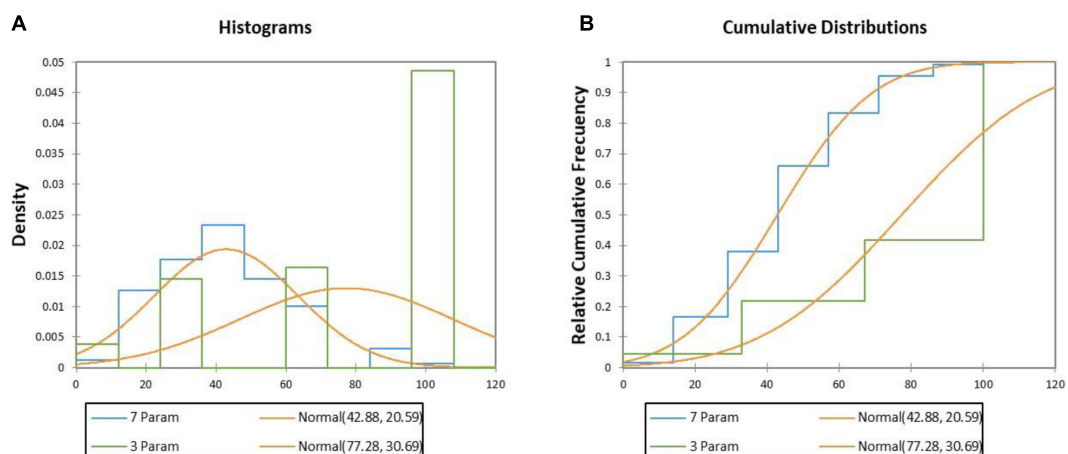 A
Histograms
Density
0.05
0.045
0.04
0.035
0.03
0.025
0.02
0.015
0.01
0.005
0
0 20 40 60 80 100 120
7 Param Normal(42.88, 20.59)
3 Param Normal(77.28, 30.69)
B
Cumulative Distributions
Relative Cumulative Frecuency
1
0.9
0.8
0.7
0.6
0.5
0.4
0.3
0.2
0.1
0
0 20 40 60 80 100 120
7 Param Normal(42.88, 20.59)
3 Param Normal(77.28, 30.69)